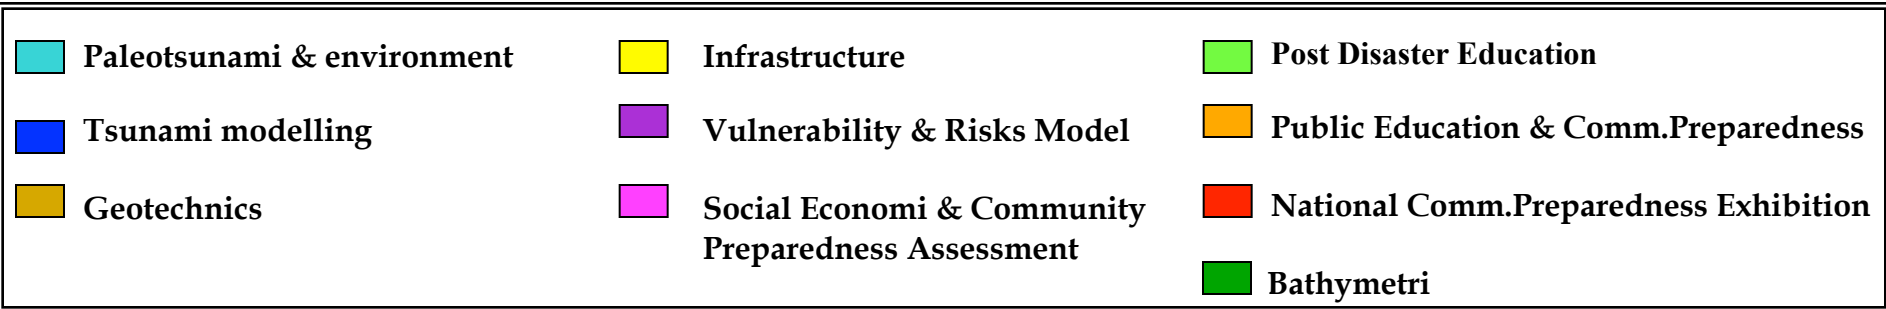 Paleotsunami & environment
Tsunami modelling
Geotechnics
Infrastructure
Vulnerability & Risks Model
Social Economi & Community
Preparedness Assessment
Post Disaster Education
Public Education & Comm.Preparedness
National Comm.Preparedness Exhibition
Bathymetri